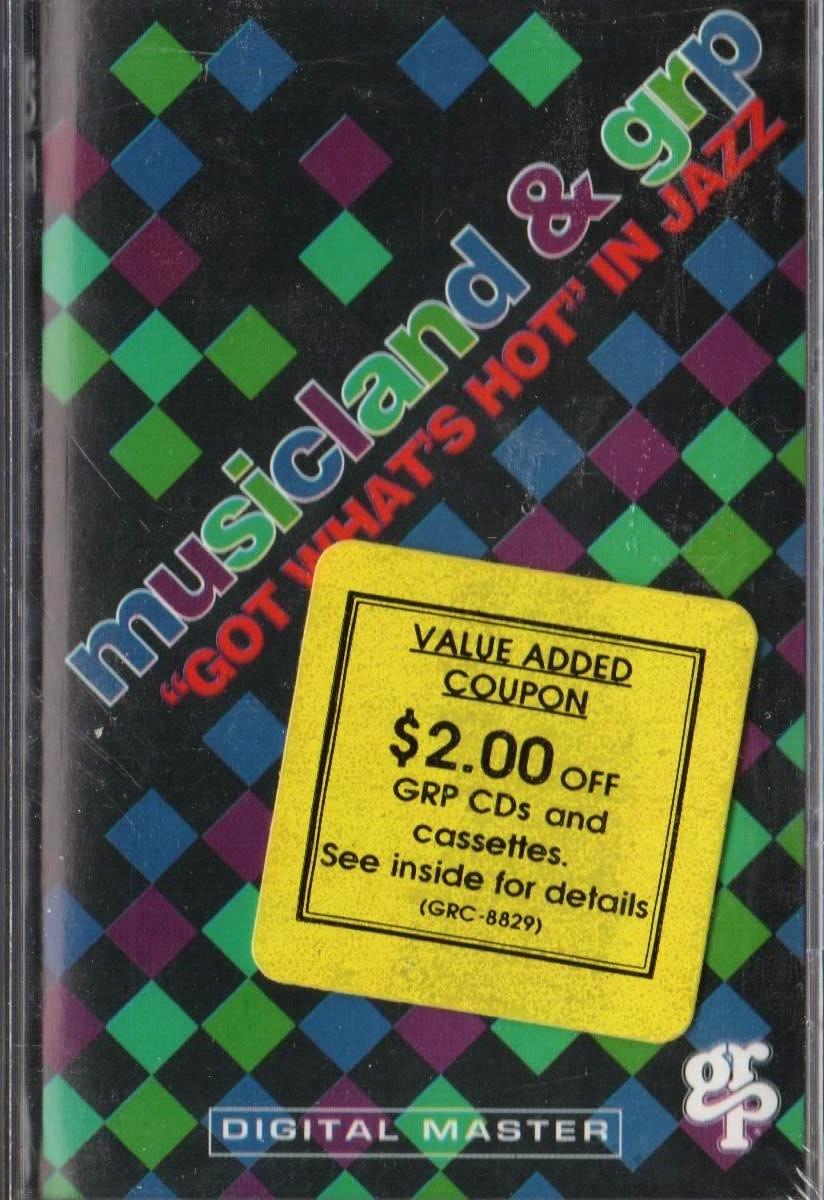 musicland & grp
"GOT WHAT'S HOT" IN JAZZ
VALUE ADDED
COUPON
$2.00 OFF
GRP CDs and
cassettes.
See inside for details
(GRC-8829)
grp
DIGITAL MASTER